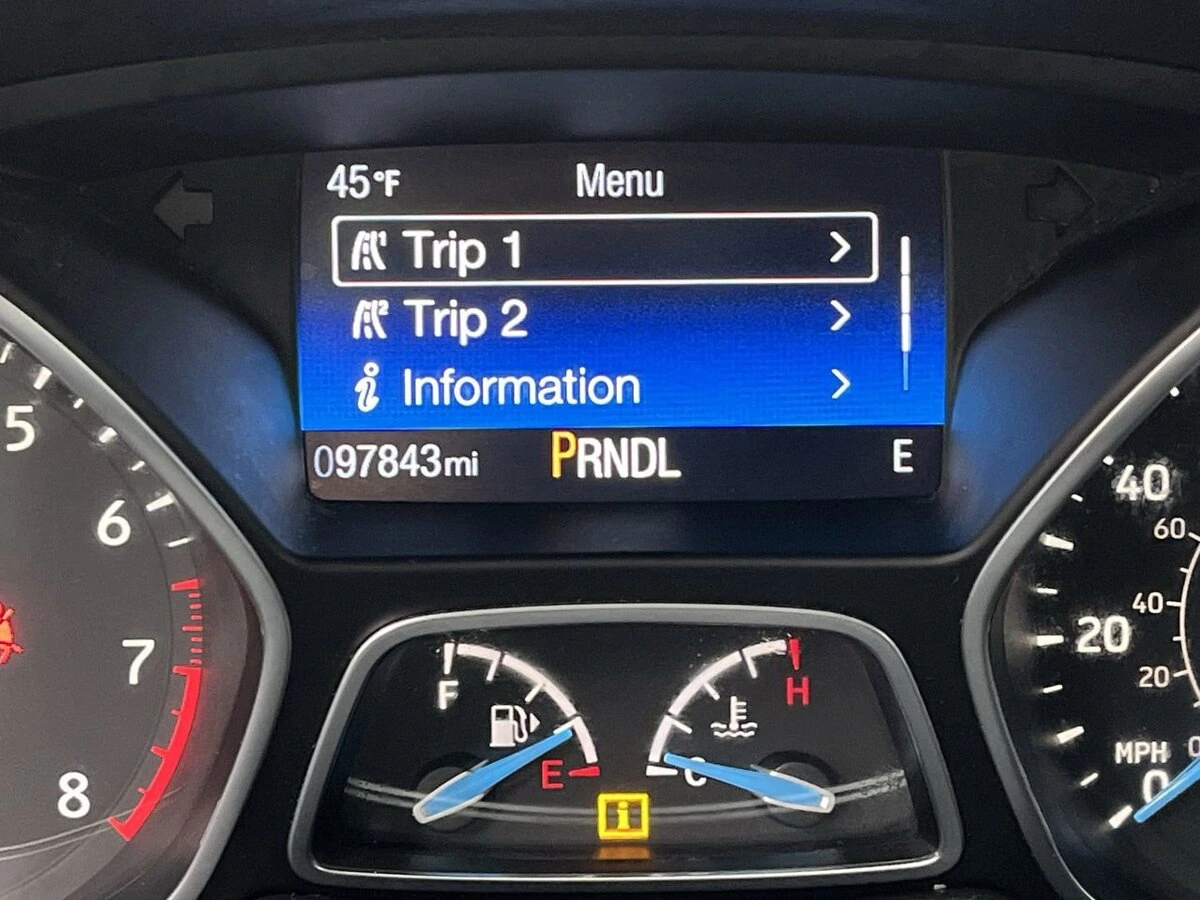 45°F Menu
Trip 1
Trip 2
Information
097843mi PRNDL E
5
6
7
8
F
E
H
C
i
40
20
0
MPH
60
40
20
0